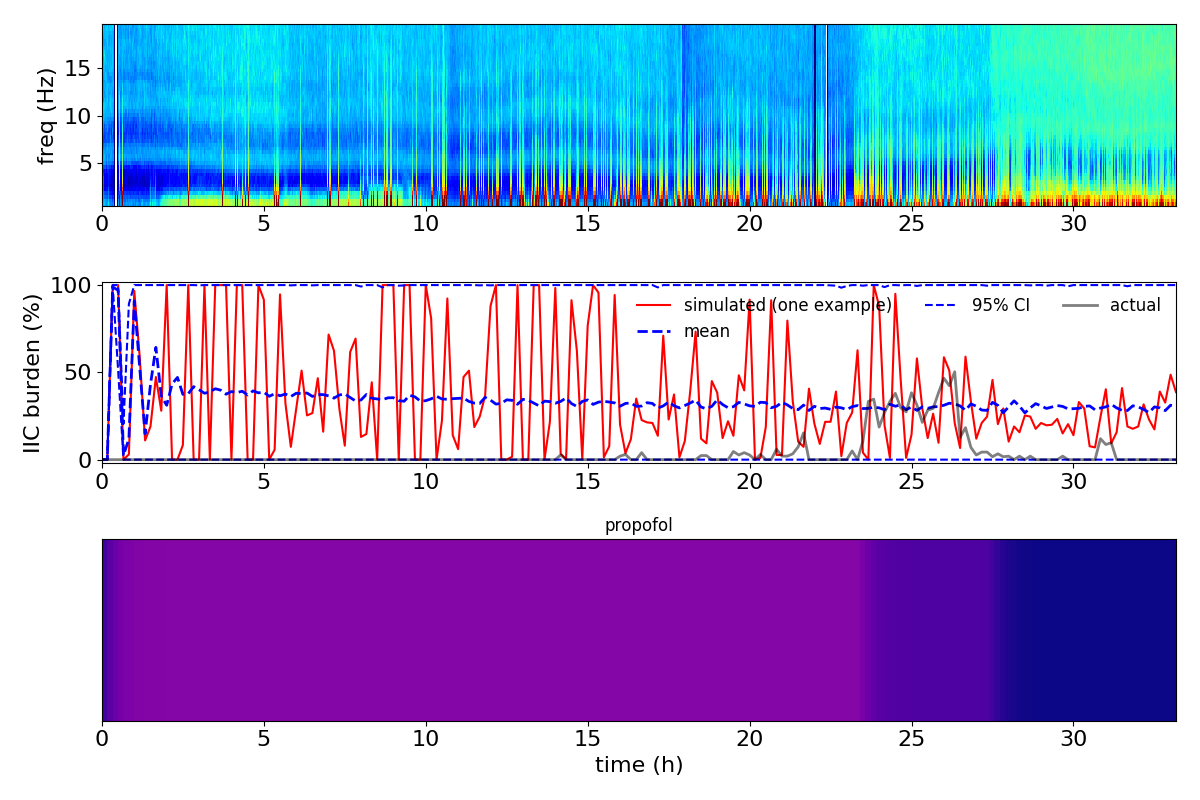 freq (Hz)
15
10
5
0 5 10 15 20 25 30
IIC burden (%)
100
50
0
simulated (one example)
mean
95% CI
actual
0 5 10 15 20 25 30
propofol
0 5 10 15 20 25 30
time (h)